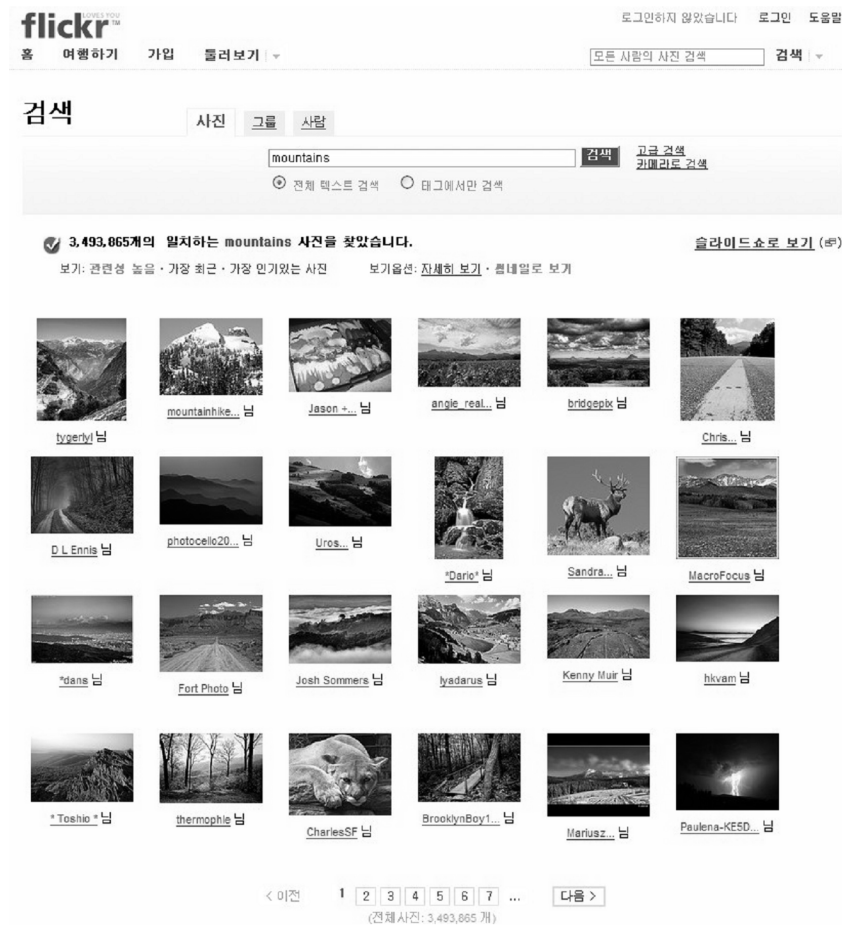 flickr LOVES YOU ™
로그인하지 않았습니다 로그인 도움말
홈 여행하기 가입 둘러보기
모든 사람의 사진 검색 검색
검색
사진 그룹 사람
mountains 검색
고급 검색
카메라로 검색
전체 텍스트 검색 태그에서만 검색
3,493,865개의 일치하는 mountains 사진을 찾았습니다.
슬라이드쇼로 보기
보기: 관련성 높음 · 가장 최근 · 가장 인기있는 사진 보기옵션: 자세히 보기 · 썸네일로 보기
tygerlyl 님
mountainhike... 님
Jason +... 님
angie_real... 님
bridgepix 님
Chris... 님
D L Ennis 님
photocello20... 님
Uros... 님
*Dario* 님
Sandra... 님
MacroFocus 님
*dans 님
Fort Photo 님
Josh Sommers 님
lyadarus 님
Kenny Muir 님
hkvam 님
* Toshio * 님
thermophle 님
CharlesSF 님
BrooklynBoy1... 님
Mariusz... 님
Paulena-KE5D... 님
< 이전 1 2 3 4 5 6 7 ... 다음 >
(전체사진: 3,493,865 개)